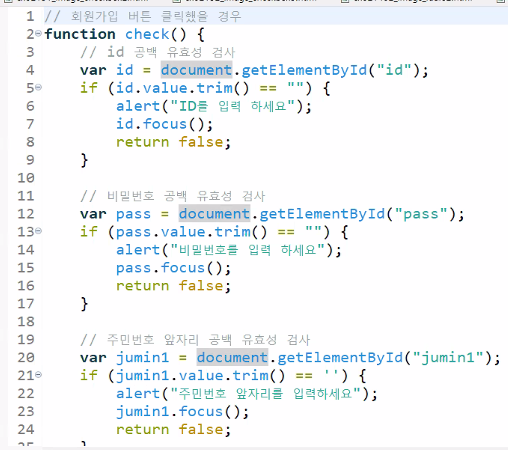 1 // 회원가입 버튼 클릭했을 경우
2 function check() {
3 // id 공백 유효성 검사
4 var id = document.getElementById("id");
5 if (id.value.trim() == "") {
6 alert("ID를 입력 하세요");
7 id.focus();
8 return false;
9 }
10
11 // 비밀번호 공백 유효성 검사
12 var pass = document.getElementById("pass");
13 if (pass.value.trim() == "") {
14 alert("비밀번호를 입력 하세요");
15 pass.focus();
16 return false;
17 }
18
19 // 주민번호 앞자리 공백 유효성 검사
20 var jumin1 = document.getElementById("jumin1");
21 if (jumin1.value.trim() == '') {
22 alert("주민번호 앞자리를 입력하세요");
23 jumin1.focus();
24 return false;
25 }